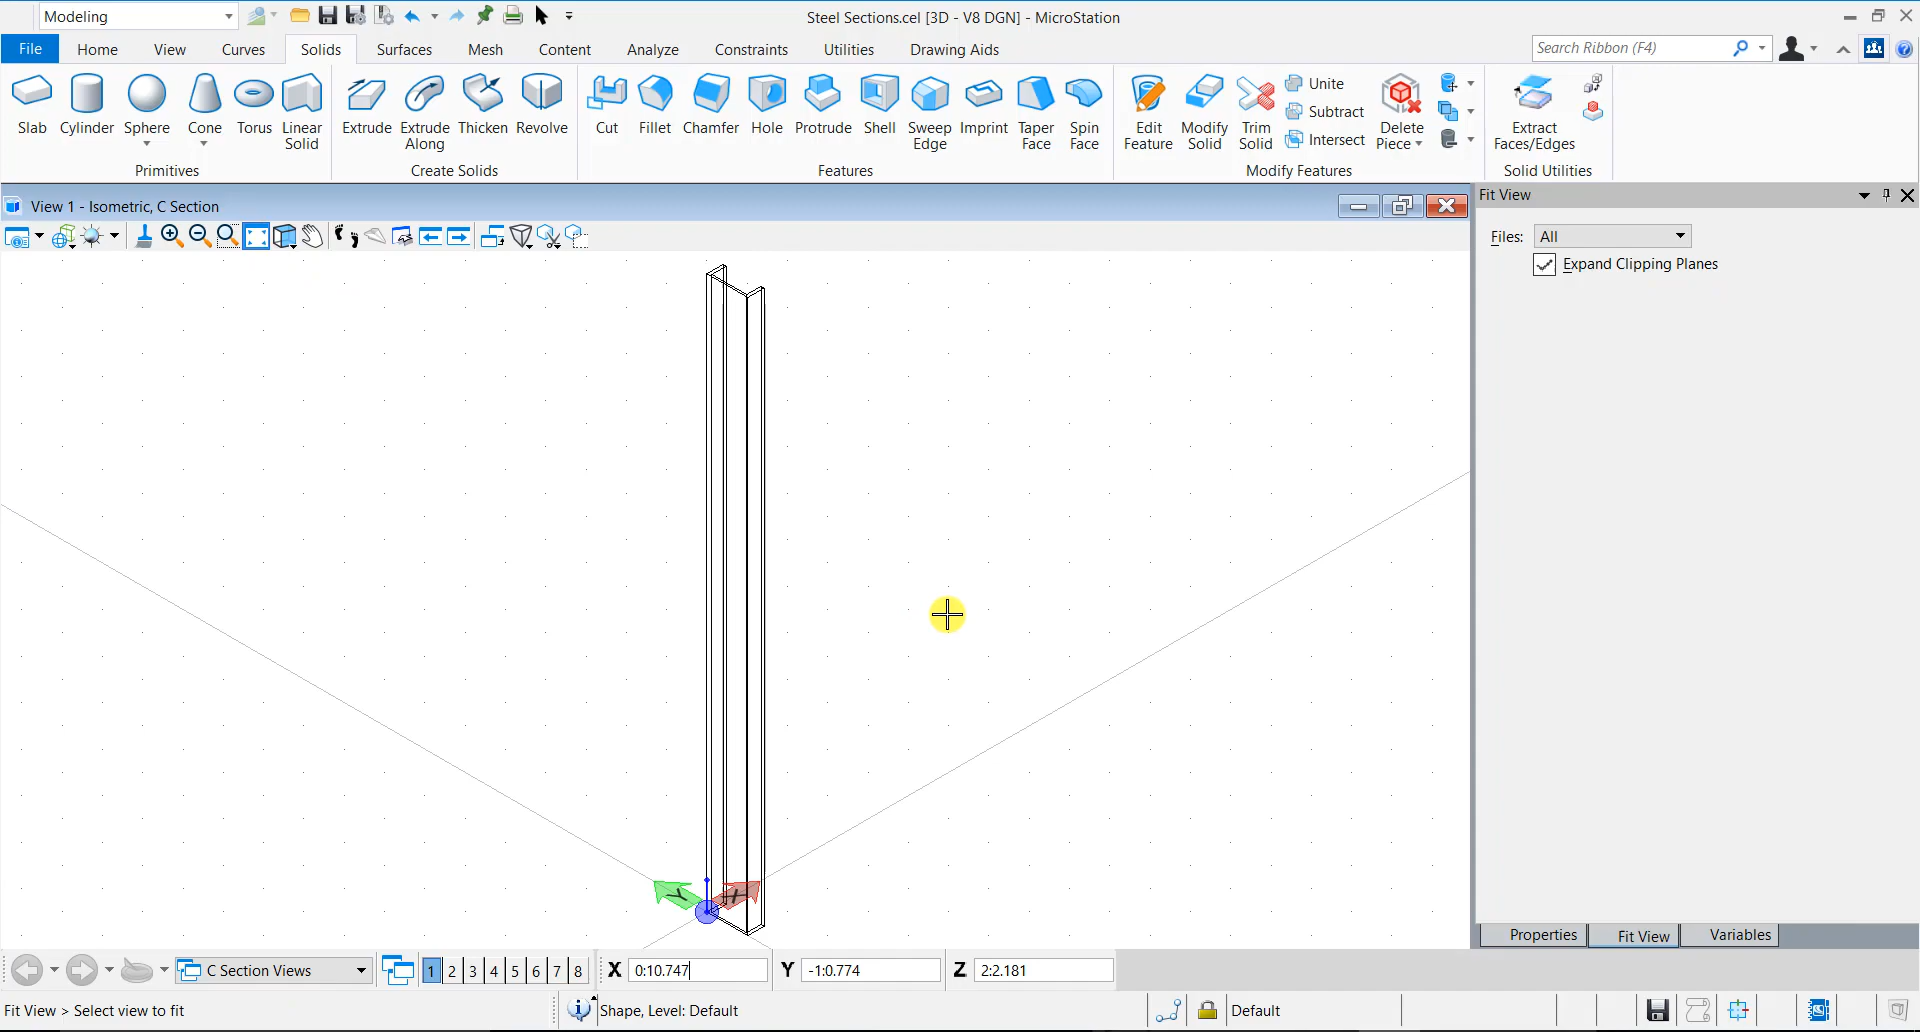 Modeling
Steel Sections.cel [3D - V8 DGN] - MicroStation
File Home View Curves Solids Surfaces Mesh Content Analyze Constraints Utilities Drawing Aids
Search Ribbon (F4)
Slab Cylinder Sphere Cone Torus Linear Solid
Extrude Extrude Along Thicken Revolve
Cut Fillet Chamfer Hole Protrude Shell Sweep Edge Imprint Taper Face Spin Face
Edit Feature Modify Solid Trim Solid Unite Subtract Intersect Delete Piece
Extract Faces/Edges
Primitives Create Solids Features Modify Features Solid Utilities
View 1 - Isometric, C Section
Fit View
Files: All
Expand Clipping Planes
Y X
Properties Fit View Variables
C Section Views 1 2 3 4 5 6 7 8 X 0:10.747 Y -1:0.774 Z 2:2.181
Fit View > Select view to fit Shape, Level: Default Default